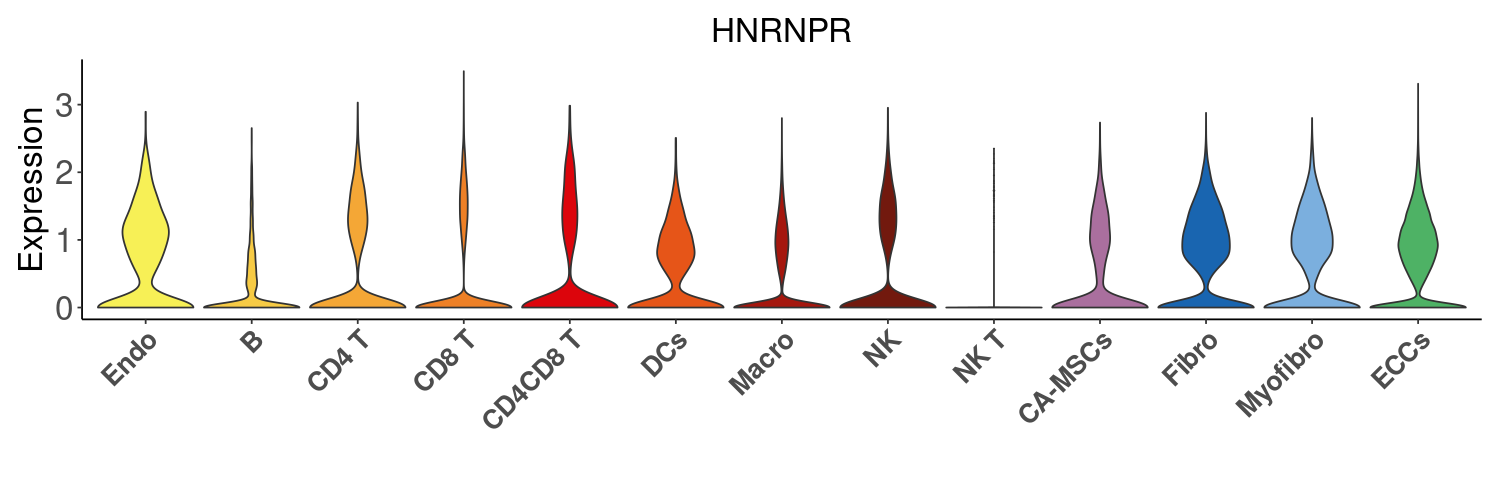 HNRNPR
Expression
3
2
1
0
Endo
B
CD4 T
CD8 T
CD4CD8 T
DCs
Macro
NK
NK T
CA-MSCs
Fibro
Myofibro
ECCs